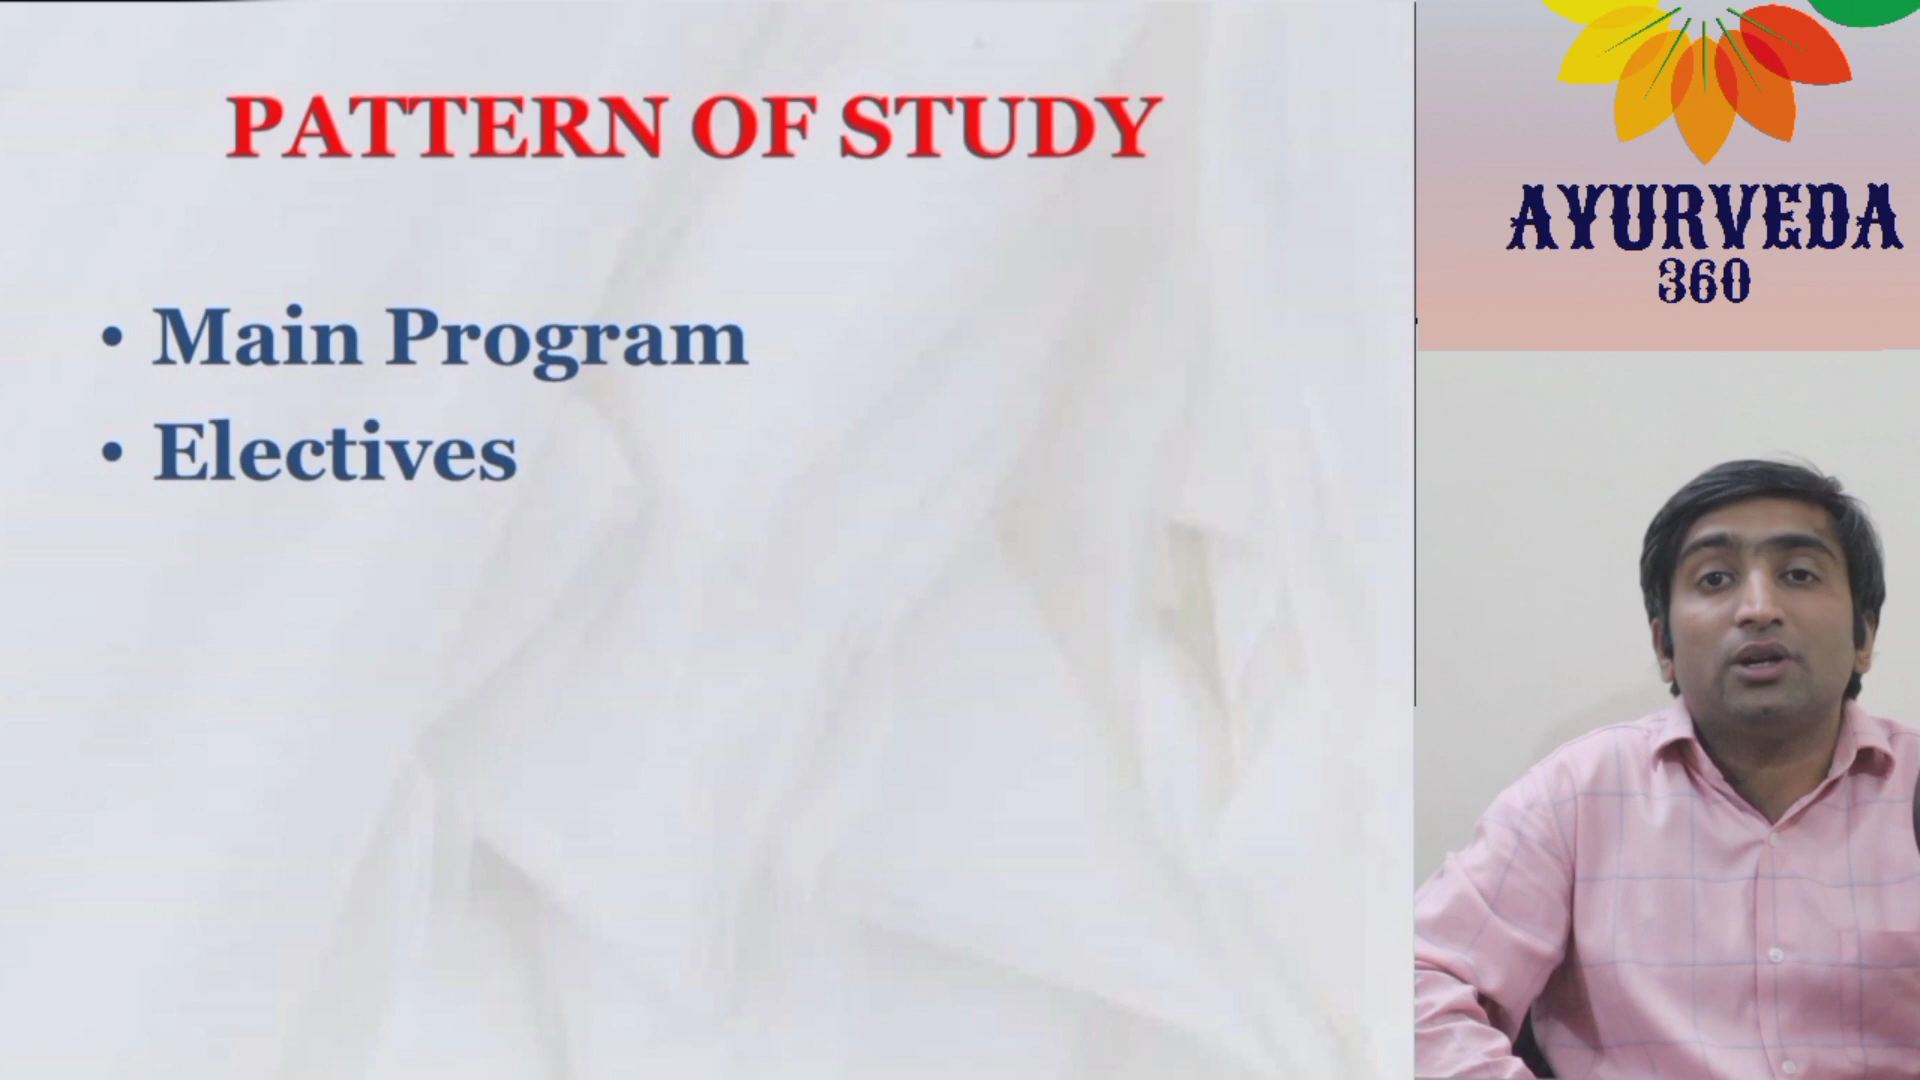 PATTERN OF STUDY
• Main Program
• Electives
AYURVEDA
360